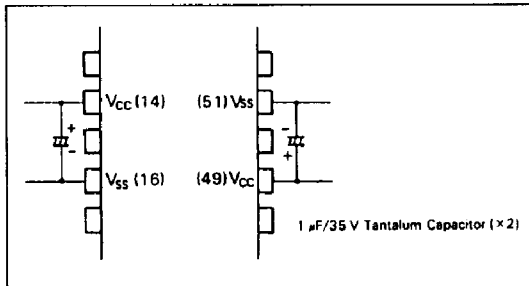 VCC (14) (51) VSS
+ -
- +
VSS (16) (49) VCC
1 μF/35 V Tantalum Capacitor (×2)